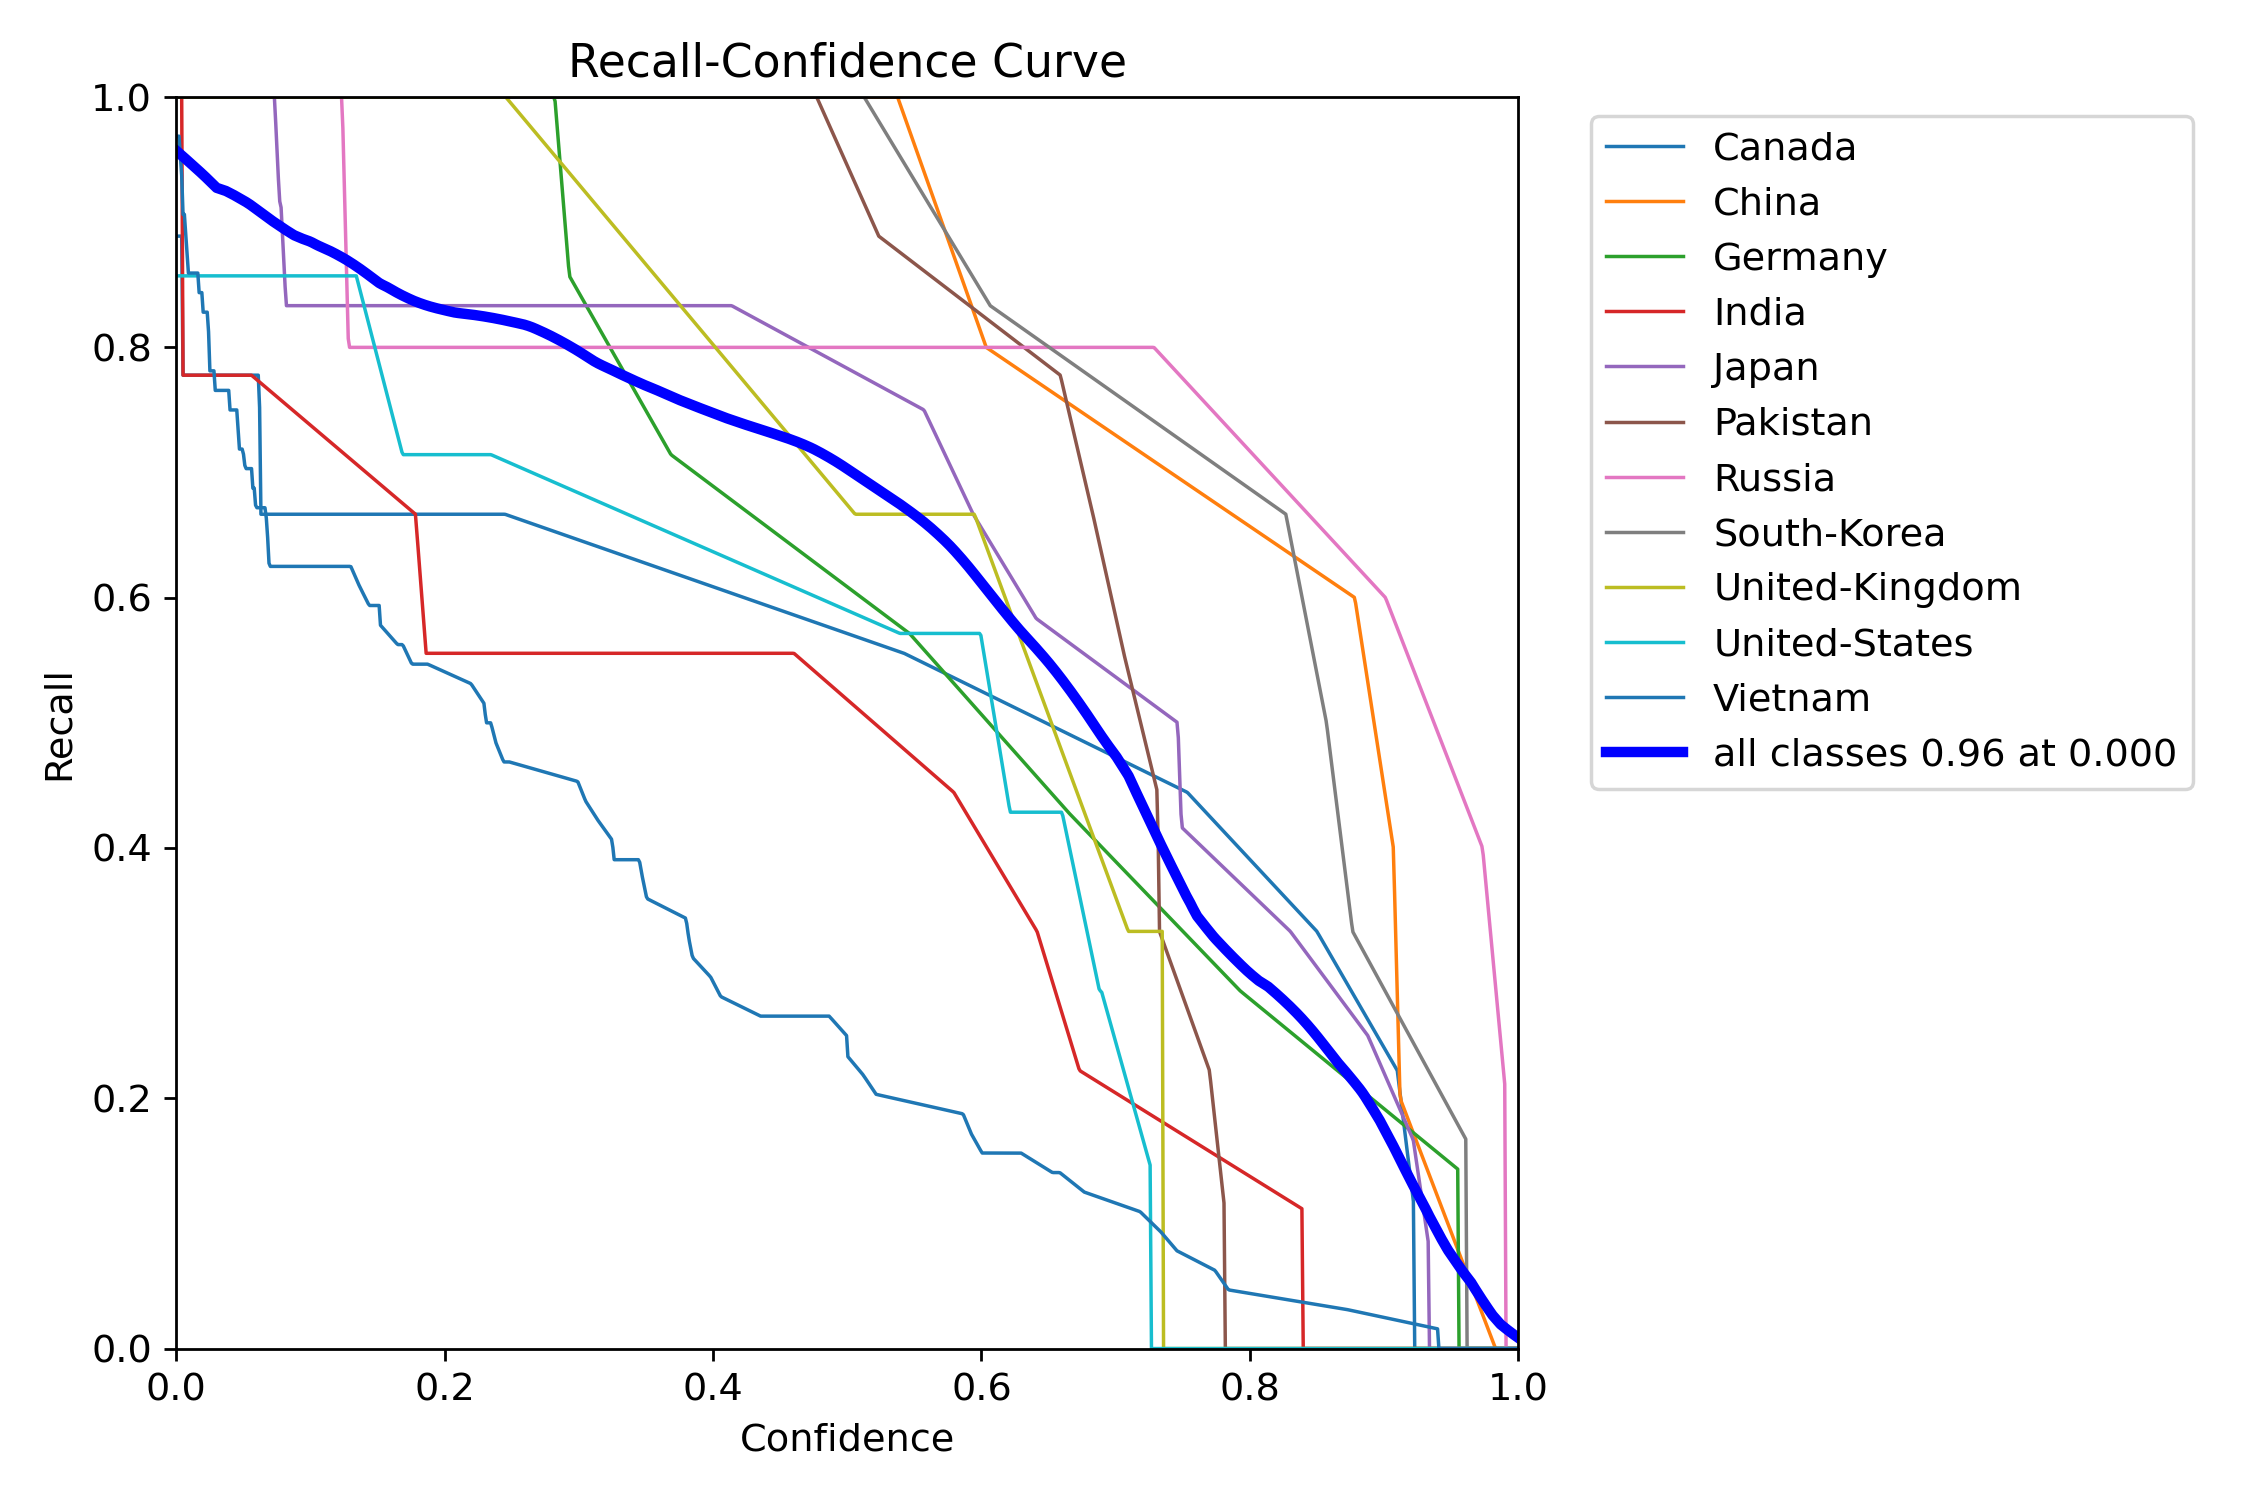 Recall-Confidence Curve
1.0
0.8
0.6
0.4
0.2
0.0
Recall
0.0 0.2 0.4 0.6 0.8 1.0
Confidence
Canada
China
Germany
India
Japan
Pakistan
Russia
South-Korea
United-Kingdom
United-States
Vietnam
all classes 0.96 at 0.000